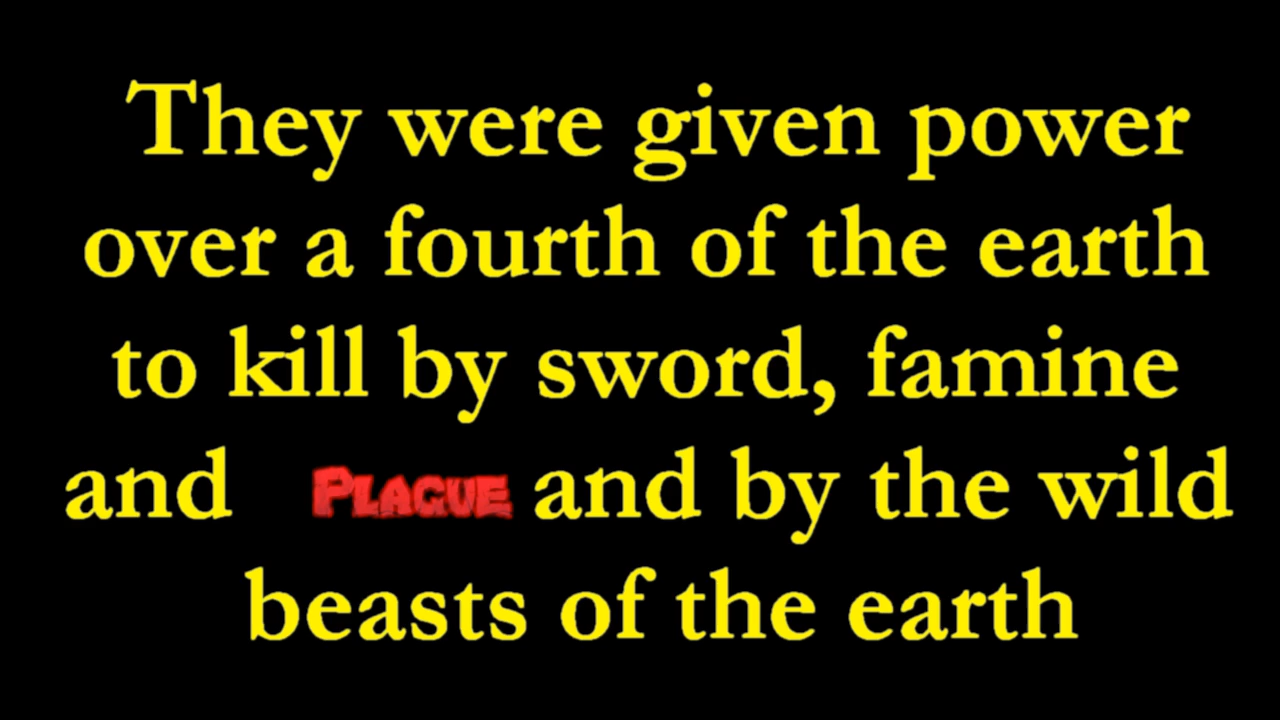 They were given power
over a fourth of the earth
to kill by sword, famine
and PLAGUE and by the wild
beasts of the earth